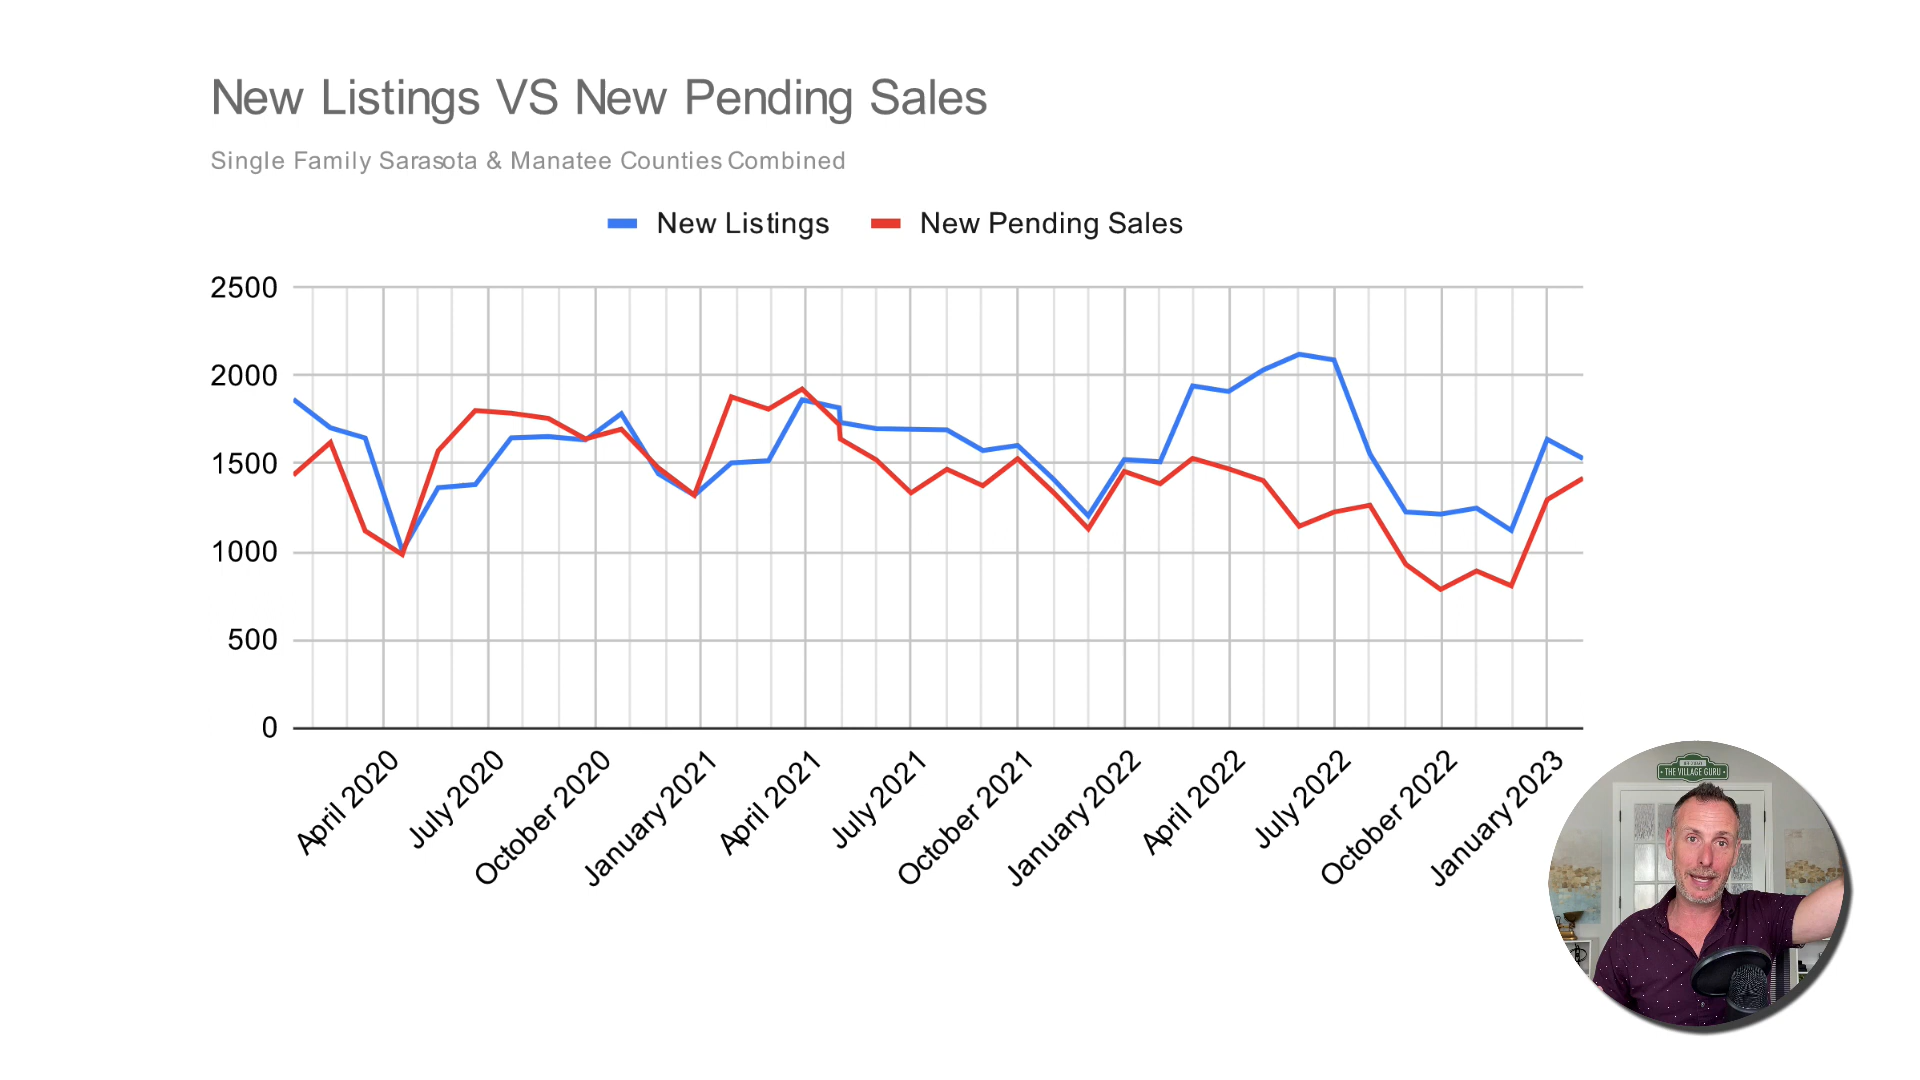 New Listings VS New Pending Sales
Single Family Sarasota & Manatee Counties Combined
New Listings New Pending Sales
2500
2000
1500
1000
500
0
April 2020 July 2020 October 2020 January 2021 April 2021 July 2021 October 2021 January 2022 April 2022 July 2022 October 2022 January 2023
THE VILLAGE GURU